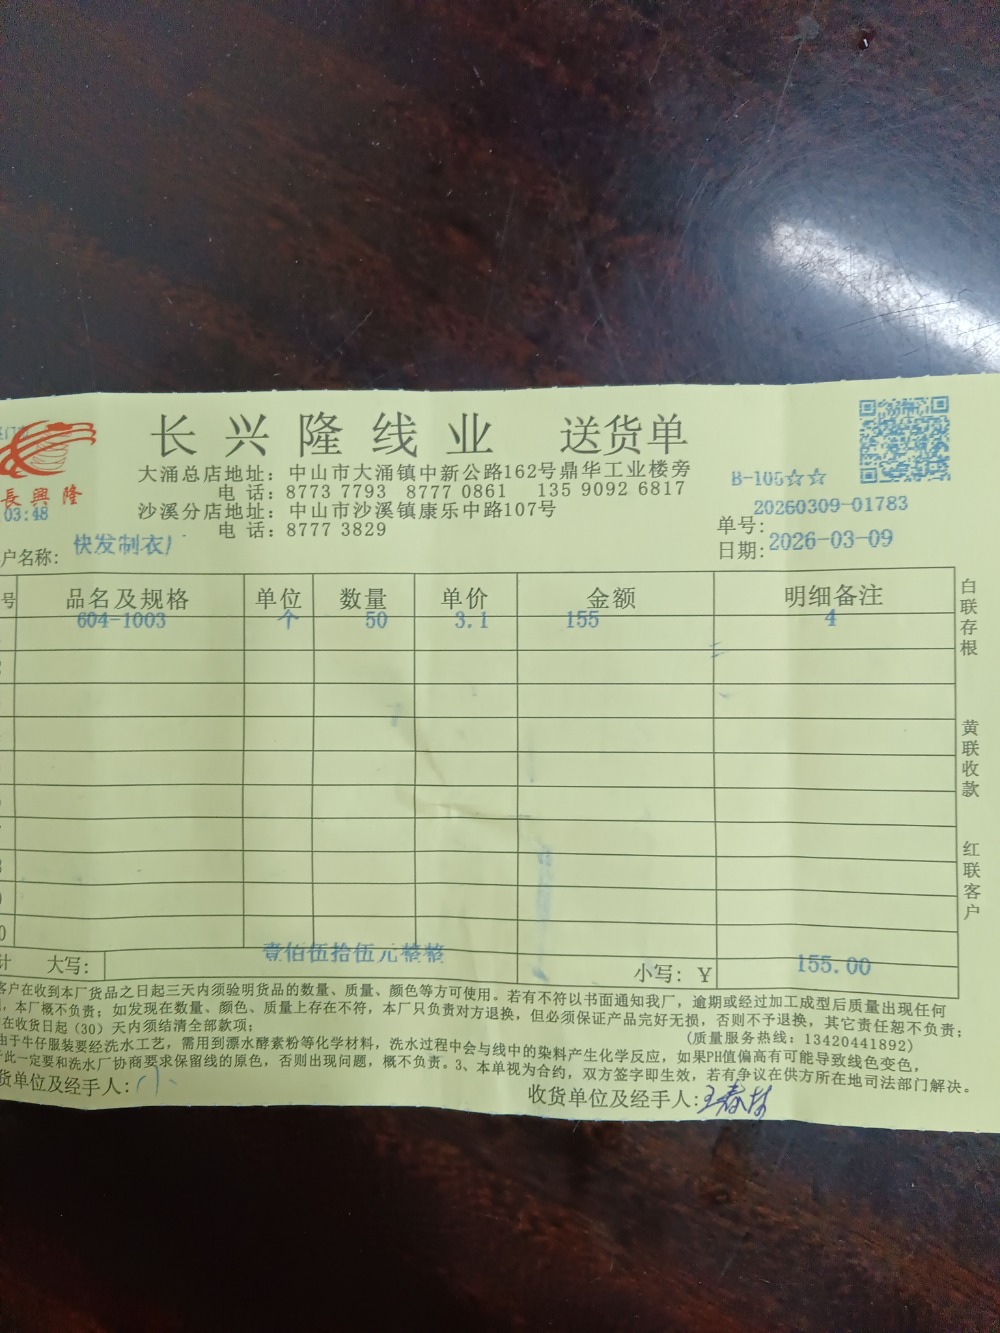 长兴隆线业 送货单
大涌总店地址：中山市大涌镇中新公路162号鼎华工业楼旁
电 话：8773 7793 8777 0861 135 9092 6817
沙溪分店地址：中山市沙溪镇康乐中路107号
电 话：8777 3829
長興隆
03:48
B-105☆☆
20260309-01783
单号：
日期：2026-03-09
户名称：快发制衣厂
号 品名及规格 单位 数量 单价 金额 明细备注
604-1003 个 50 3.1 155 4
白联存根
黄联收款
红联客户
计 大写： 壹佰伍拾伍元整整 小写：￥ 155.00
客户在收到本厂货品之日起三天内须验明货品的数量、质量、颜色等方可使用。若有不符以书面通知我厂，逾期或经过加工成型后质量出现任何
，本厂概不负责；如发现在数量、颜色、质量上存在不符，本厂只负责对方退换，但必须保证产品完好无损，否则不予退换，其它责任恕不负责；
在收货日起（30）天内须结清全部款项； (质量服务热线：13420441892)
由于牛仔服装要经洗水工艺，需用到漂水酵素粉等化学材料，洗水过程中会与线中的染料产生化学反应，如果PH值偏高有可能导致线色变色，
此一定要和洗水厂协商要求保留线的原色，否则出现问题，概不负责。3、本单视为合约，双方签字即生效，若有争议在供方所在地司法部门解决。
货单位及经手人：小
收货单位及经手人：王春林